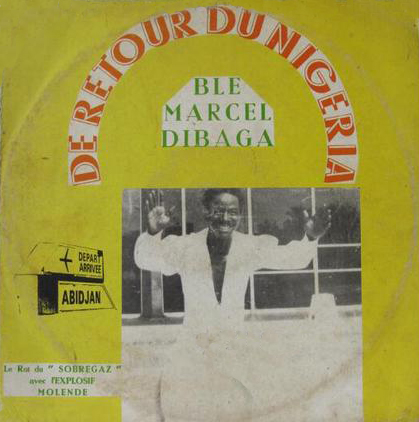 DE RETOUR DU NIGERIA
BLE
MARCEL
DIBAGA
DEPART
ARRIVEE
ABIDJAN
Le Roi du " SOBREGAZ "
avec l'EXPLOSIF
MOLENDE